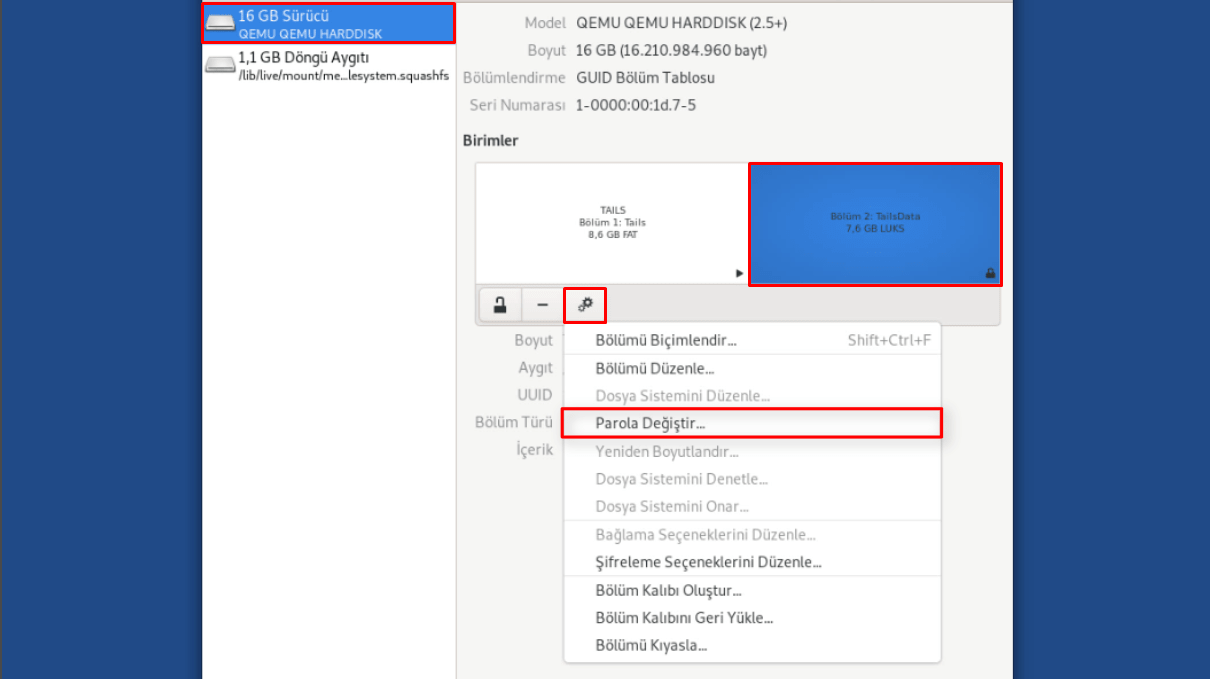 16 GB Sürücü
QEMU QEMU HARDDISK
1,1 GB Döngü Aygıtı
/lib/live/mount/me...lesystem.squashfs
Model QEMU QEMU HARDDISK (2.5+)
Boyut 16 GB (16.210.984.960 bayt)
Bölümlendirme GUID Bölüm Tablosu
Seri Numarası 1-0000:00:1d.7-5
Birimler
TAILS
Bölüm 1: Tails
8,6 GB FAT
Bölüm 2: TailsData
7,6 GB LUKS
Boyut
Aygıt
UUID
Bölüm Türü
İçerik
Bölümü Biçimlendir... Shift+Ctrl+F
Bölümü Düzenle...
Dosya Sistemini Düzenle...
Parola Değiştir...
Yeniden Boyutlandır...
Dosya Sistemini Denetle...
Dosya Sistemini Onar...
Bağlama Seçeneklerini Düzenle...
Şifreleme Seçeneklerini Düzenle...
Bölüm Kalıbı Oluştur...
Bölüm Kalıbını Geri Yükle...
Bölümü Kıyasla...